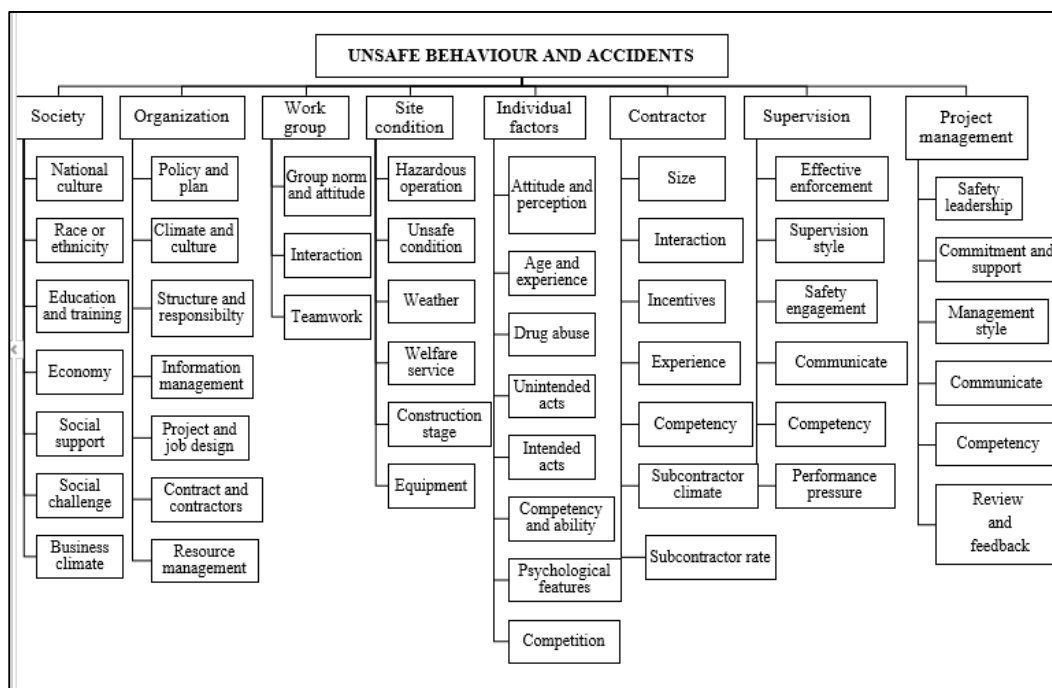 UNSAFE BEHAVIOUR AND ACCIDENTS
Society
National
culture
Race or
ethnicity
Education
and training
Economy
Social
support
Social
challenge
Business
climate
Organization
Policy and
plan
Climate and
culture
Structure and
responsibilty
Information
management
Project and
job design
Contract and
contractors
Resource
management
Work
group
Group norm
and attitude
Interaction
Teamwork
Site
condition
Hazardous
operation
Unsafe
condition
Weather
Welfare
service
Construction
stage
Equipment
Individual
factors
Attitude and
perception
Age and
experience
Drug abuse
Unintended
acts
Intended
acts
Competency
and ability
Psychological
features
Competition
Contractor
Size
Interaction
Incentives
Experience
Competency
Subcontractor
climate
Subcontractor rate
Supervision
Effective
enforcement
Supervision
style
Safety
engagement
Communicate
Competency
Performance
pressure
Project
management
Safety
leadership
Commitment and
support
Management
style
Communicate
Competency
Review
and
feedback